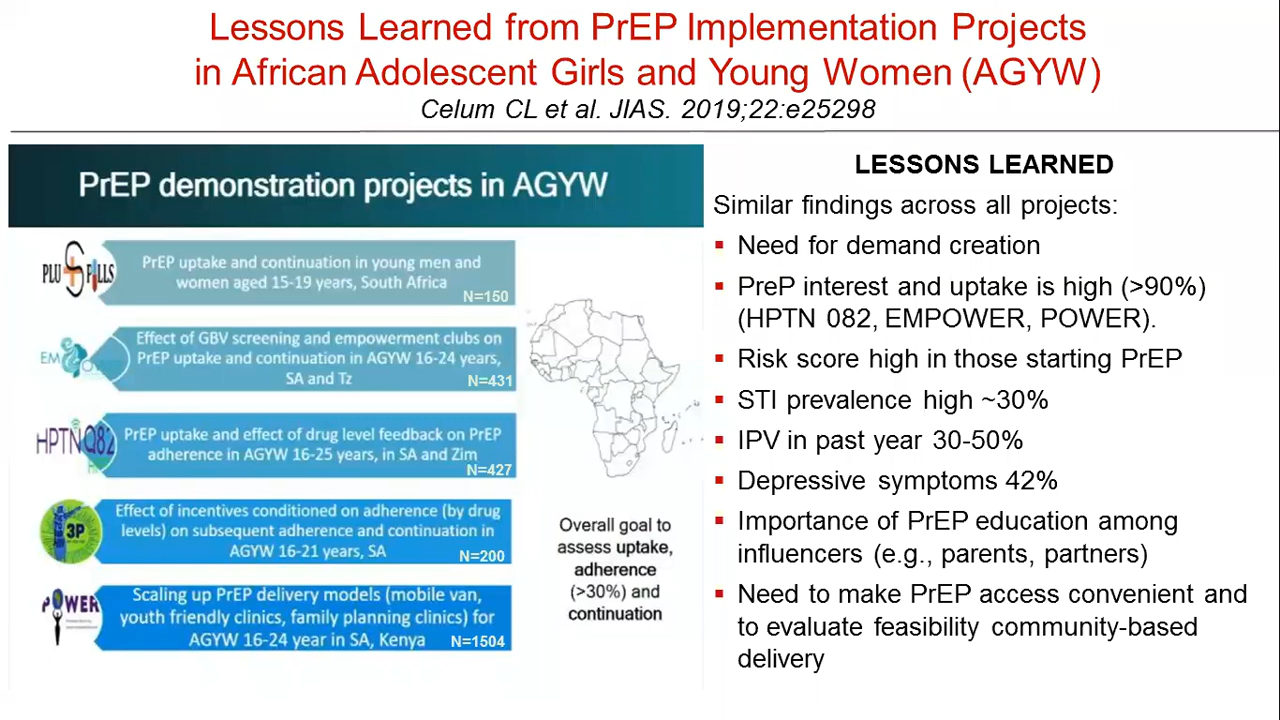 Lessons Learned from PrEP Implementation Projects
in African Adolescent Girls and Young Women (AGYW)
Celum CL et al. JIAS. 2019;22:e25298
PrEP demonstration projects in AGYW
PLUS PILLS
PrEP uptake and continuation in young men and
women aged 15-19 years, South Africa
N=150
Effect of GBV screening and empowerment clubs on
PrEP uptake and continuation in AGYW 16-24 years,
SA and Tz
N=431
HPTN 082
PrEP uptake and effect of drug level feedback on PrEP
adherence in AGYW 16-25 years, in SA and Zim
N=427
3P
Effect of incentives conditioned on adherence (by drug
levels) on subsequent adherence and continuation in
AGYW 16-21 years, SA
N=200
POWER
Scaling up PrEP delivery models (mobile van,
youth friendly clinics, family planning clinics) for
AGYW 16-24 year in SA, Kenya
N=1504
Overall goal to
assess uptake,
adherence
(>30%) and
continuation
LESSONS LEARNED
Similar findings across all projects:
▪ Need for demand creation
▪ PreP interest and uptake is high (>90%)
(HPTN 082, EMPOWER, POWER).
▪ Risk score high in those starting PrEP
▪ STI prevalence high ~30%
▪ IPV in past year 30-50%
▪ Depressive symptoms 42%
▪ Importance of PrEP education among
influencers (e.g., parents, partners)
▪ Need to make PrEP access convenient and
to evaluate feasibility community-based
delivery